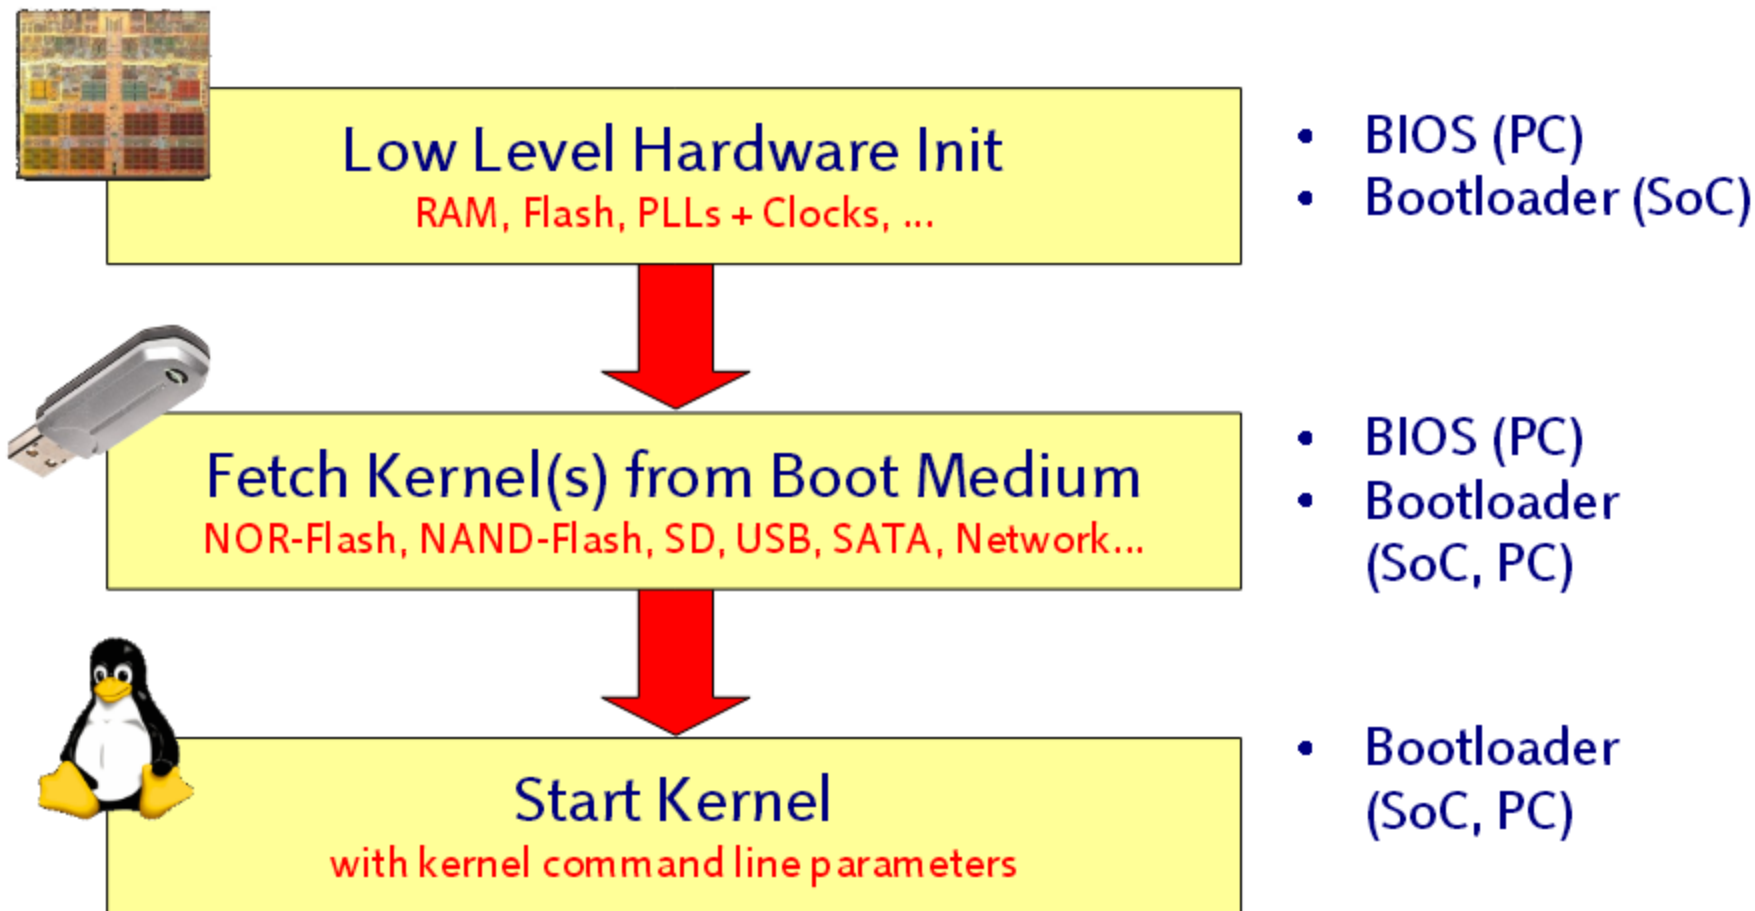 Low Level Hardware Init
RAM, Flash, PLLs + Clocks, ...
• BIOS (PC)
• Bootloader (SoC)
Fetch Kernel(s) from Boot Medium
NOR-Flash, NAND-Flash, SD, USB, SATA, Network...
• BIOS (PC)
• Bootloader
(SoC, PC)
Start Kernel
with kernel command line parameters
• Bootloader
(SoC, PC)